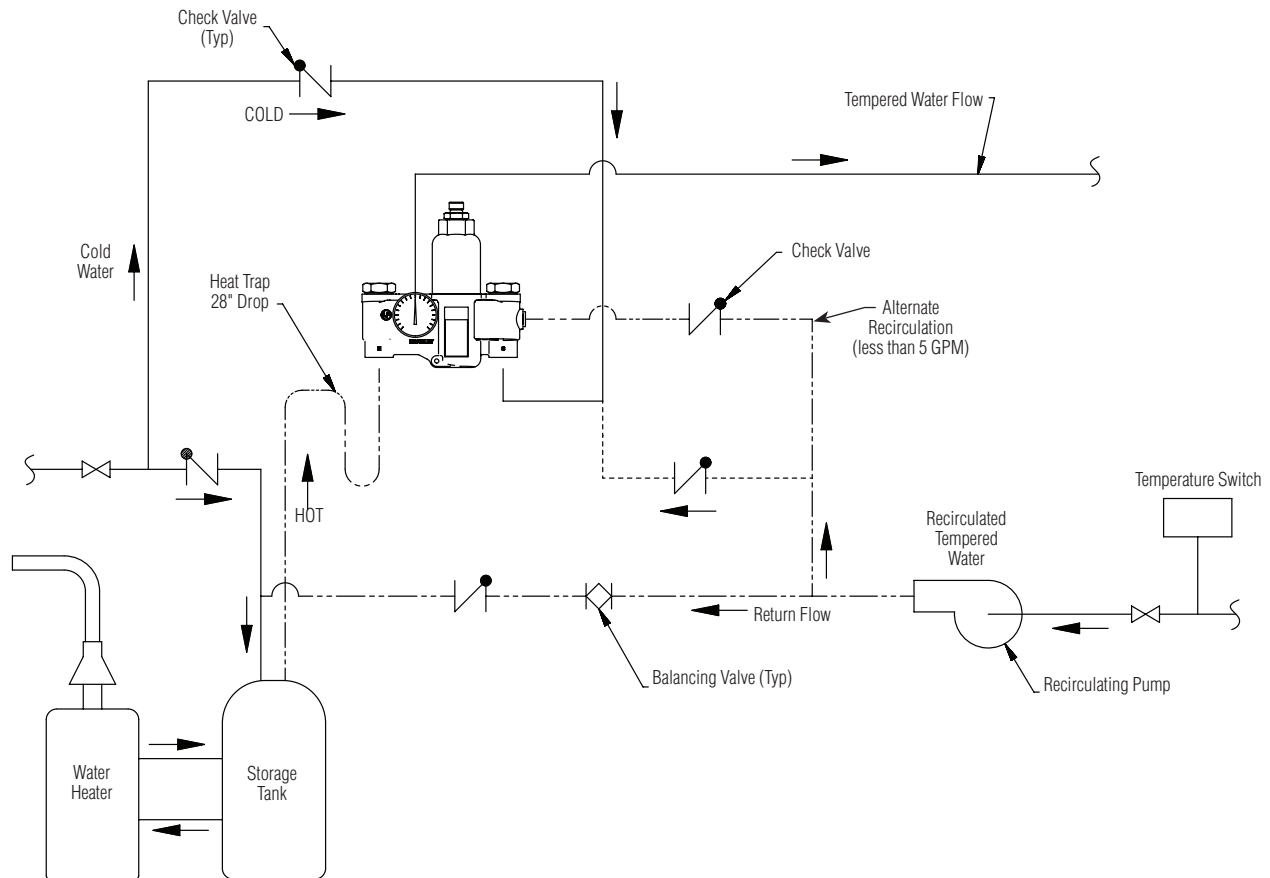 Check Valve
(Typ)
COLD
Tempered Water Flow
Cold
Water
Heat Trap
28" Drop
Check Valve
Alternate
Recirculation
(less than 5 GPM)
HOT
Temperature Switch
Recirculated
Tempered
Water
Return Flow
Balancing Valve (Typ)
Recirculating Pump
Water
Heater
Storage
Tank